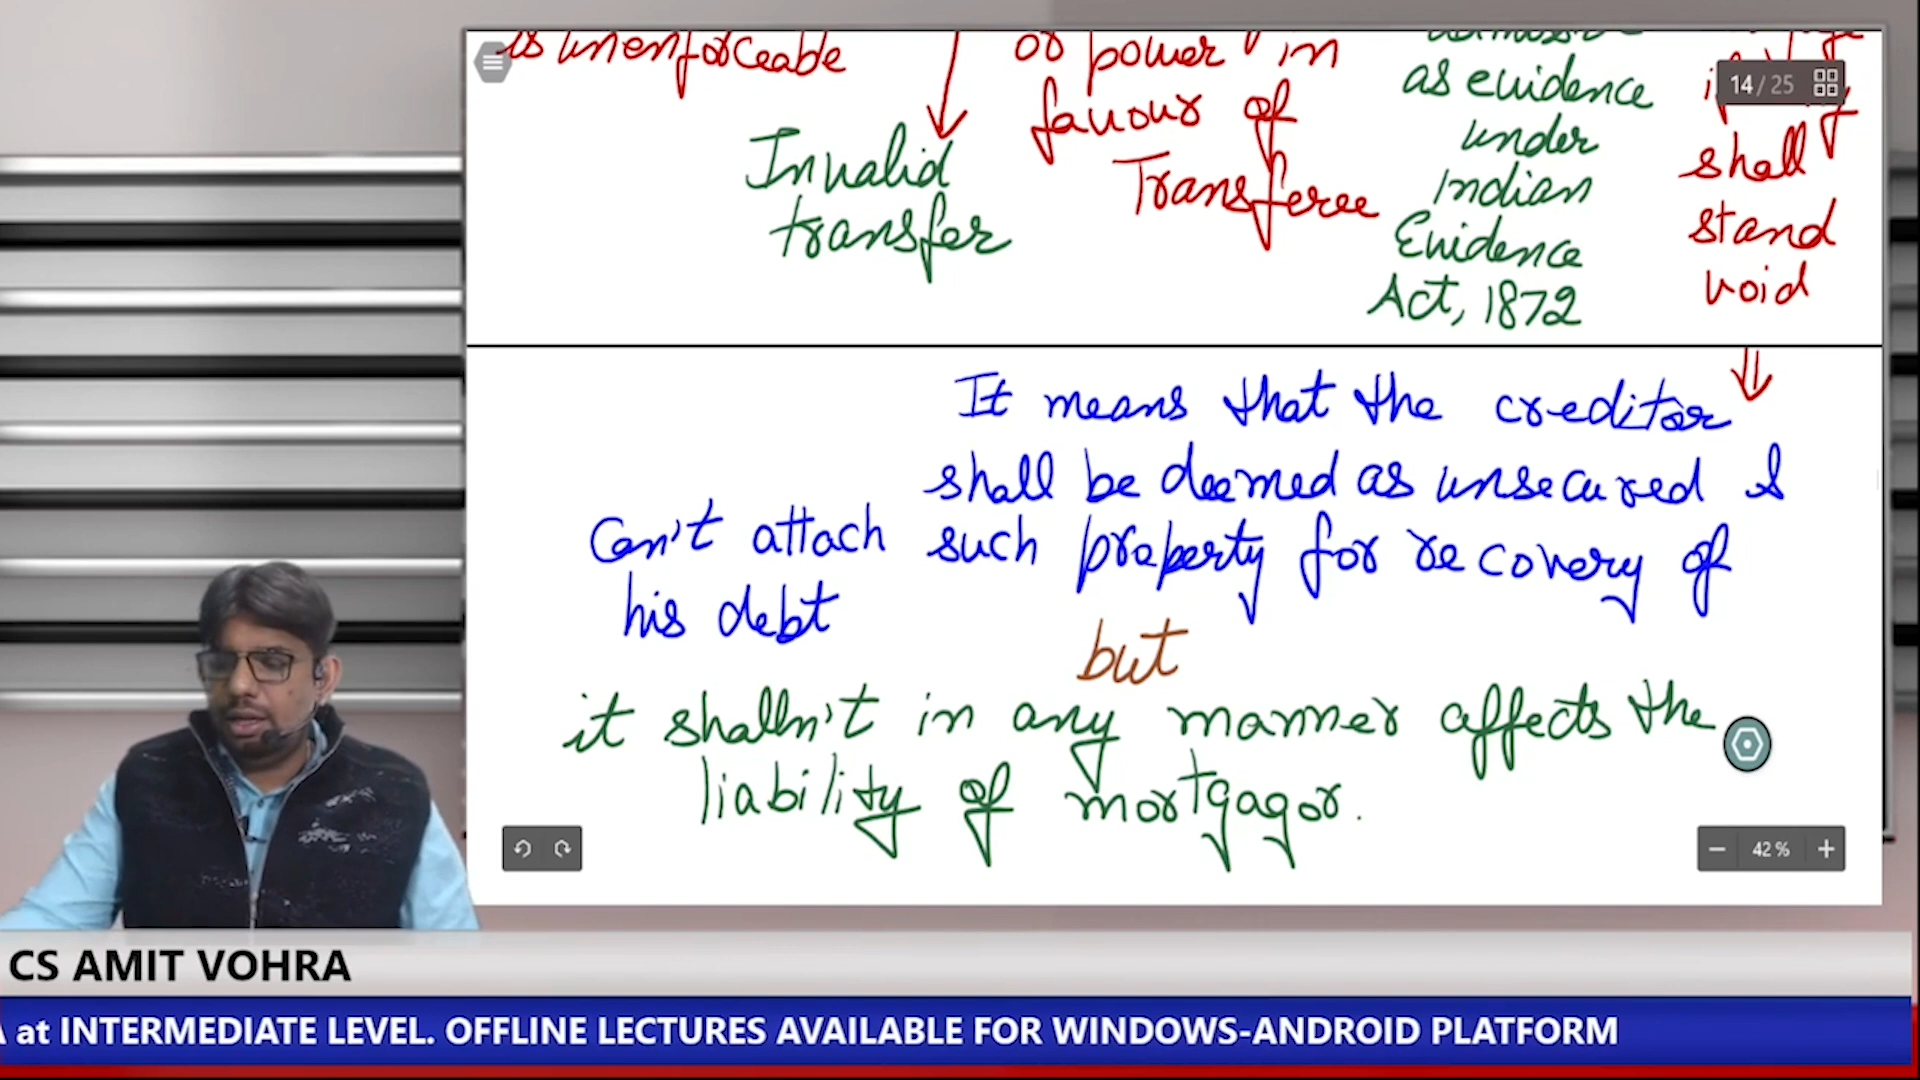 is unenforceable
Invalid
transfer
or power in
favour of
Transferee
as evidence
under
Indian
Evidence
Act, 1872
shall
stand
void
14 / 25
It means that the creditor
shall be deemed as unsecured &
Can't attach such property for recovery of
his debt
but
it shalln't in any manner affects the
liability of mortgagor.
42 %
CS AMIT VOHRA
A at INTERMEDIATE LEVEL. OFFLINE LECTURES AVAILABLE FOR WINDOWS-ANDROID PLATFORM